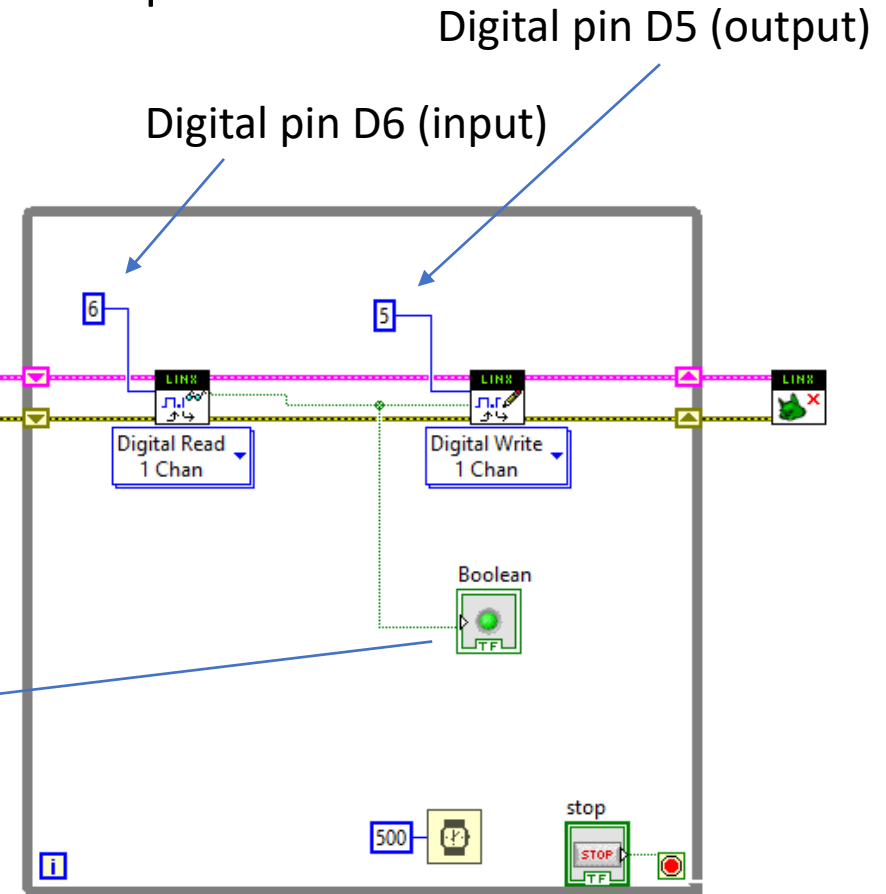 Digital pin D5 (output)
Digital pin D6 (input)
6
5
LINX
LINX
LINX
Digital Read
1 Chan
Digital Write
1 Chan
Boolean
TF
500
stop
STOP
TF
i